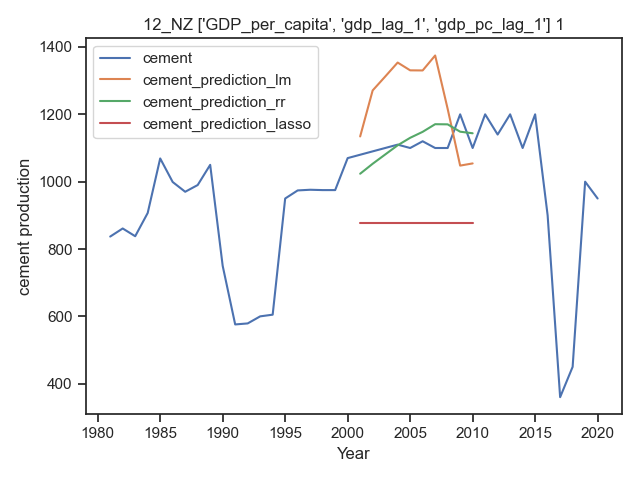 12_NZ ['GDP_per_capita', 'gdp_lag_1', 'gdp_pc_lag_1'] 1
cement
cement_prediction_lm
cement_prediction_rr
cement_prediction_lasso
cement production
1400
1200
1000
800
600
400
1980 1985 1990 1995 2000 2005 2010 2015 2020
Year